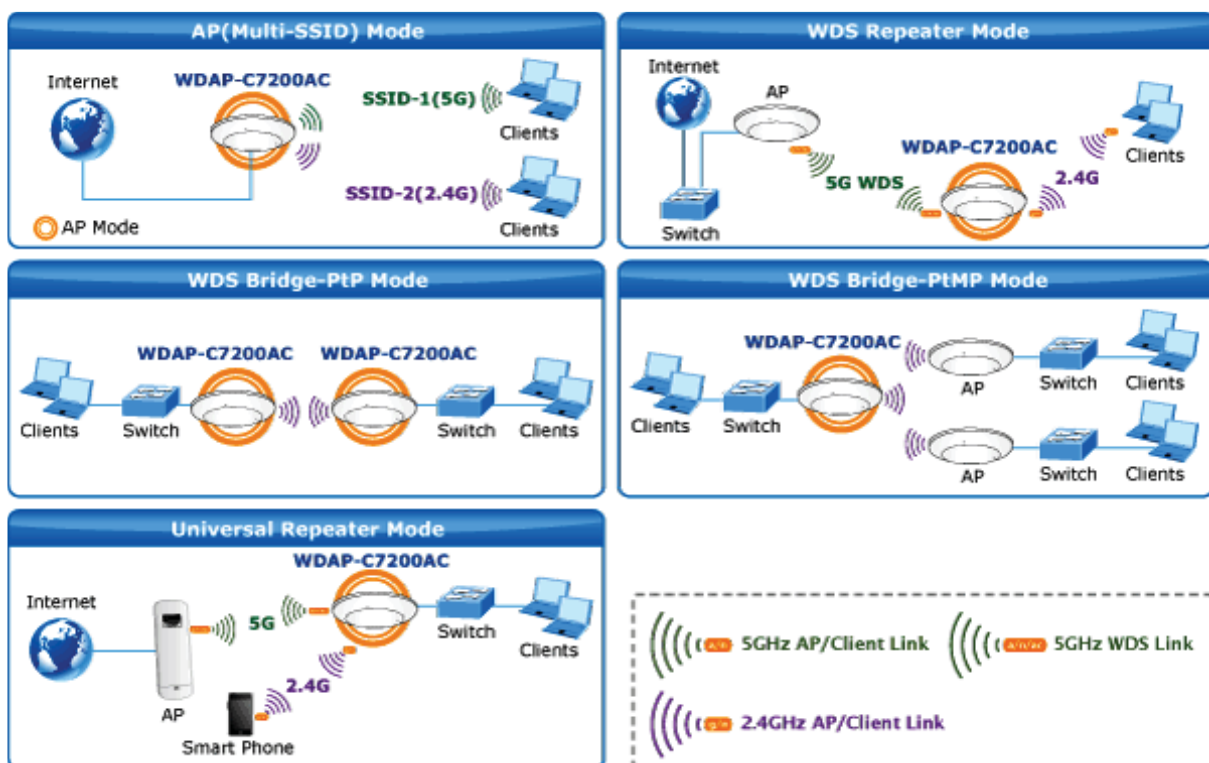 AP(Multi-SSID) Mode
Internet
WDAP-C7200AC
SSID-1(5G)
Clients
SSID-2(2.4G)
AP Mode
Clients
WDS Repeater Mode
Internet
AP
WDAP-C7200AC
Clients
5G WDS
2.4G
Switch
WDS Bridge-PtP Mode
WDAP-C7200AC
WDAP-C7200AC
Clients
Switch
Switch
Clients
WDS Bridge-PtMP Mode
WDAP-C7200AC
AP
Switch
Clients
Clients
Switch
AP
Switch
Clients
Universal Repeater Mode
WDAP-C7200AC
Internet
5G
Switch
Clients
2.4G
AP
Smart Phone
5GHz AP/Client Link
a/n/ac 5GHz WDS Link
2.4GHz AP/Client Link